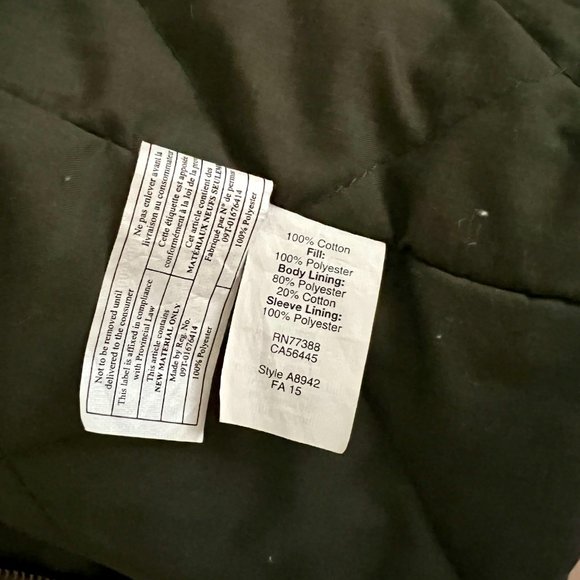 Ne pas enlever avant la
livraison au consommateur
Cette étiquette est apposée
conformément à la loi de la
Cet article contient des
MATÉRIAUX NEUFS SEULEMENT
Fabriqué par N° de permis
09T-01676414
100% Polyester
Not to be removed until
delivered to the consumer
This label is affixed in compliance
with Provincial Law
This article contains
NEW MATERIAL ONLY
Made by Reg. No.
09T-01676414
100% Polyester
100% Cotton
Fill:
100% Polyester
Body Lining:
80% Polyester
20% Cotton
Sleeve Lining:
100% Polyester
RN77388
CA56445
Style A8942
FA 15